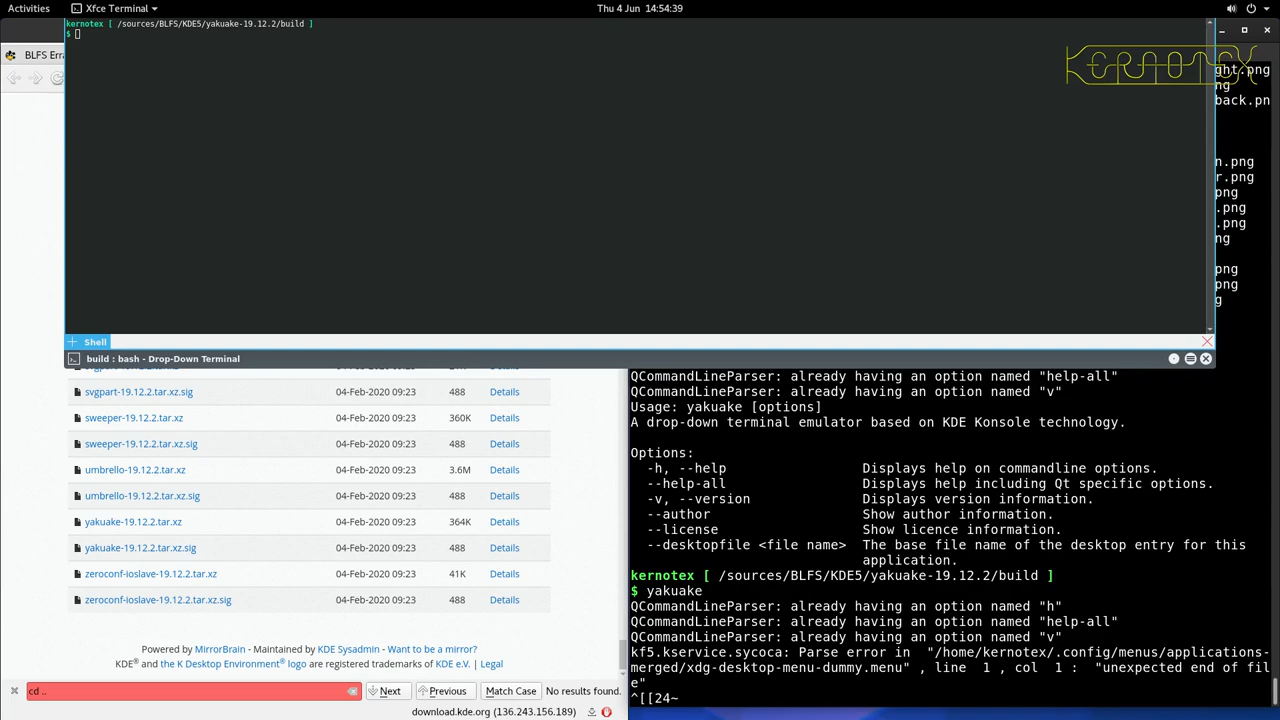 Activities
Xfce Terminal
Thu 4 Jun 14:54:39
kernotex [ /sources/BLFS/KDE5/yakuake-19.12.2/build ]
$
KERNOTEX
BLFS Erra
ght.png
ng
back.pn
n.png
r.png
png
.png
.png
ng
png
png
g
Shell
build : bash - Drop-Down Terminal
svgpart-19.12.2.tar.xz.sig 04-Feb-2020 09:23 488 Details
sweeper-19.12.2.tar.xz 04-Feb-2020 09:23 360K Details
sweeper-19.12.2.tar.xz.sig 04-Feb-2020 09:23 488 Details
umbrello-19.12.2.tar.xz 04-Feb-2020 09:23 3.6M Details
umbrello-19.12.2.tar.xz.sig 04-Feb-2020 09:23 488 Details
yakuake-19.12.2.tar.xz 04-Feb-2020 09:23 364K Details
yakuake-19.12.2.tar.xz.sig 04-Feb-2020 09:23 488 Details
zeroconf-ioslave-19.12.2.tar.xz 04-Feb-2020 09:23 41K Details
zeroconf-ioslave-19.12.2.tar.xz.sig 04-Feb-2020 09:23 488 Details
Powered by MirrorBrain - Maintained by KDE Sysadmin - Want to be a mirror?
KDE® and the K Desktop Environment® logo are registered trademarks of KDE e.V. | Legal
cd .. Next Previous Match Case No results found.
download.kde.org (136.243.156.189)
QCommandLineParser: already having an option named "help-all"
QCommandLineParser: already having an option named "v"
Usage: yakuake [options]
A drop-down terminal emulator based on KDE Konsole technology.
Options:
-h, --help Displays help on commandline options.
--help-all Displays help including Qt specific options.
-v, --version Displays version information.
--author Show author information.
--license Show licence information.
--desktopfile <file name> The base file name of the desktop entry for this
application.
kernotex [ /sources/BLFS/KDE5/yakuake-19.12.2/build ]
$ yakuake
QCommandLineParser: already having an option named "h"
QCommandLineParser: already having an option named "help-all"
QCommandLineParser: already having an option named "v"
kf5.kservice.sycoca: Parse error in "/home/kernotex/.config/menus/applications-
merged/xdg-desktop-menu-dummy.menu" , line 1 , col 1 : "unexpected end of fil
e"
^[[24~